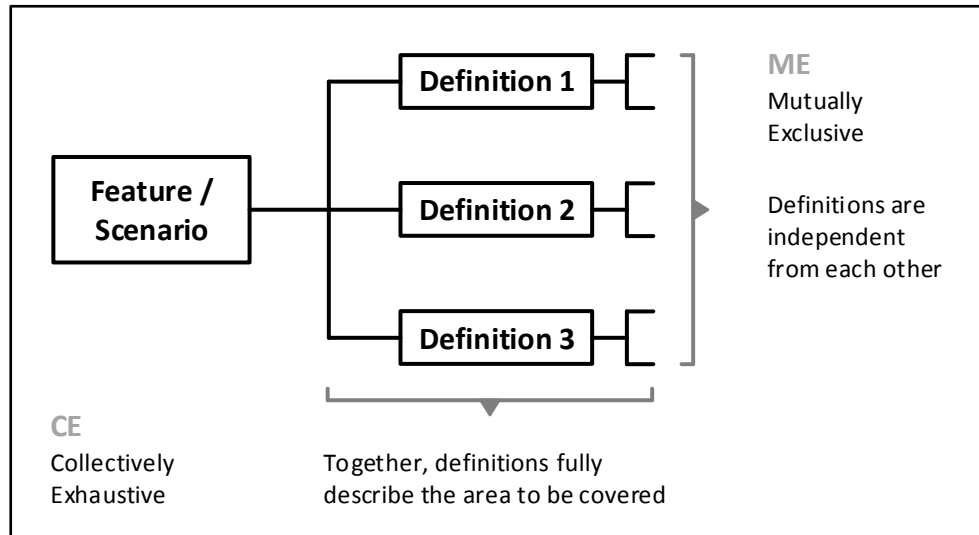 Definition 1
ME
Mutually
Exclusive
Feature /
Scenario
Definition 2
Definitions are
independent
from each other
Definition 3
CE
Collectively
Exhaustive
Together, definitions fully
describe the area to be covered